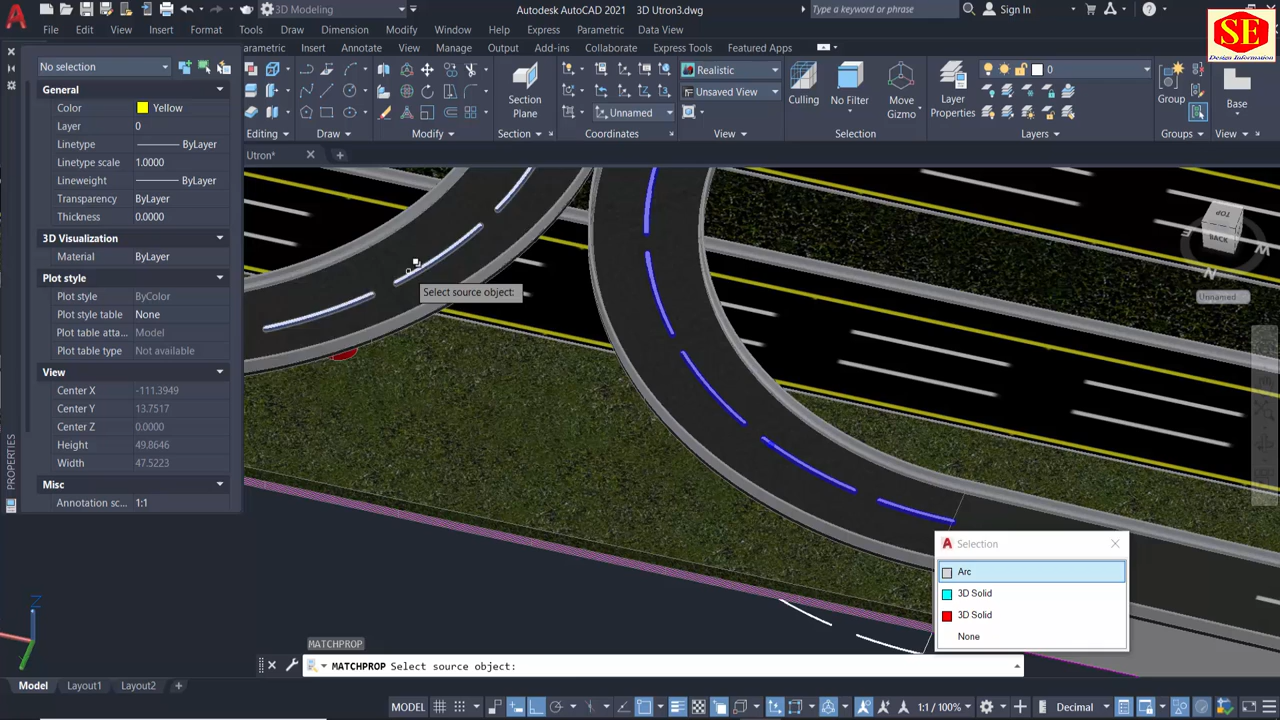 3D Modeling
Autodesk AutoCAD 2021 3D Utron3.dwg
Type a keyword or phrase
Sign In
File Edit View Insert Format Tools Draw Dimension Modify Window Help Express Parametric Data View
arametric Insert Annotate View Manage Output Add-ins Collaborate Express Tools Featured Apps
SE
Design Information
No selection
Realistic
0
Unsaved View
Unnamed
Section
Plane
Culling
No Filter
Move
Gizmo
Layer
Properties
Group
Base
Editing Draw Modify Section Coordinates View Selection Layers Groups View
Utron*
General
Color Yellow
Layer 0
Linetype ByLayer
Linetype scale 1.0000
Lineweight ByLayer
Transparency ByLayer
Thickness 0.0000
3D Visualization
Material ByLayer
Plot style
Plot style ByColor
Plot style table None
Plot table atta... Model
Plot table type Not available
View
Center X -111.3949
Center Y 13.7517
Center Z 0.0000
Height 49.8646
Width 47.5223
Misc
Annotation sc... 1:1
PROPERTIES
TOP
BACK
E
W
N
Unnamed
Select source object:
Selection
Arc
3D Solid
3D Solid
None
Z
MATCHPROP
MATCHPROP Select source object:
Model Layout1 Layout2 +
MODEL
1:1 / 100%
Decimal